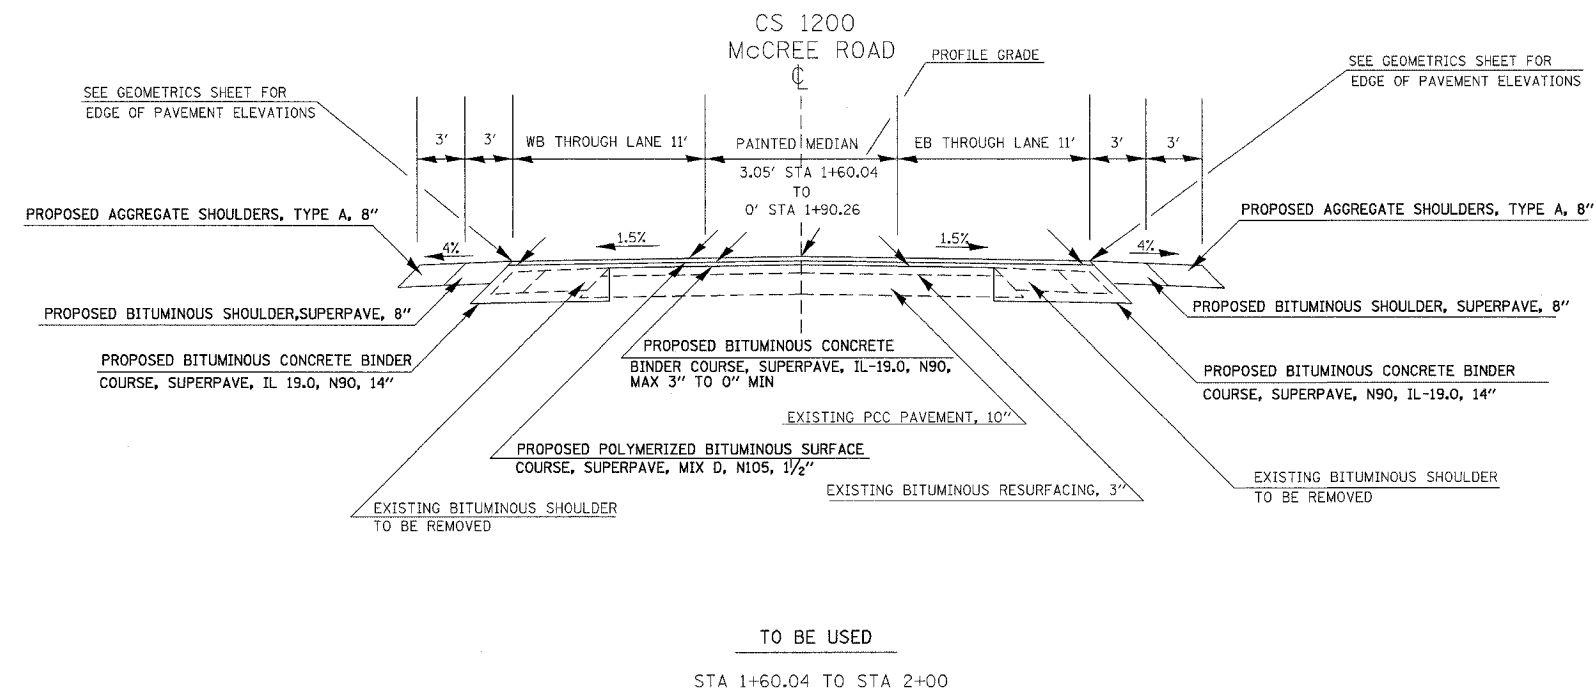 CS 1200
McCREE ROAD
℄
PROFILE GRADE
SEE GEOMETRICS SHEET FOR
EDGE OF PAVEMENT ELEVATIONS
SEE GEOMETRICS SHEET FOR
EDGE OF PAVEMENT ELEVATIONS
3'
3'
WB THROUGH LANE 11'
PAINTED MEDIAN
EB THROUGH LANE 11'
3'
3'
3.05' STA 1+60.04
TO
0' STA 1+90.26
PROPOSED AGGREGATE SHOULDERS, TYPE A, 8"
PROPOSED AGGREGATE SHOULDERS, TYPE A, 8"
4%
1.5%
1.5%
4%
PROPOSED BITUMINOUS SHOULDER,SUPERPAVE, 8"
PROPOSED BITUMINOUS SHOULDER, SUPERPAVE, 8"
PROPOSED BITUMINOUS CONCRETE BINDER
COURSE, SUPERPAVE, IL 19.0, N90, 14"
PROPOSED BITUMINOUS CONCRETE
BINDER COURSE, SUPERPAVE, IL-19.0, N90,
MAX 3" TO 0" MIN
PROPOSED BITUMINOUS CONCRETE BINDER
COURSE, SUPERPAVE, N90, IL-19.0, 14"
EXISTING PCC PAVEMENT, 10"
PROPOSED POLYMERIZED BITUMINOUS SURFACE
COURSE, SUPERPAVE, MIX D, N105, 1½"
EXISTING BITUMINOUS RESURFACING, 3"
EXISTING BITUMINOUS SHOULDER
TO BE REMOVED
EXISTING BITUMINOUS SHOULDER
TO BE REMOVED
TO BE USED
STA 1+60.04 TO STA 2+00